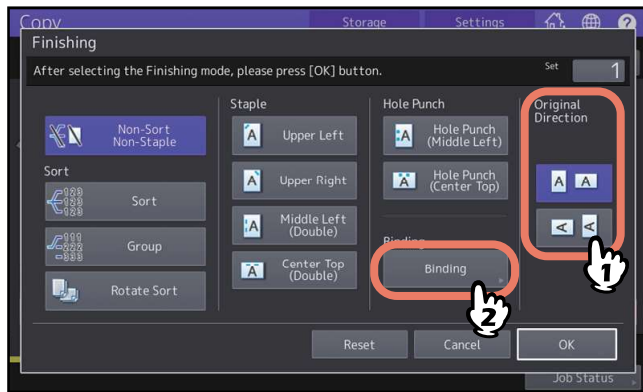 Copy
Storage
Settings
Finishing
After selecting the Finishing mode, please press [OK] button.
Set
1
Non-Sort
Non-Staple
Sort
Sort
Group
Rotate Sort
Staple
Upper Left
Upper Right
Middle Left
(Double)
Center Top
(Double)
Hole Punch
Hole Punch
(Middle Left)
Hole Punch
(Center Top)
Binding
Binding
Original
Direction
1
2
Reset
Cancel
OK
Job Status